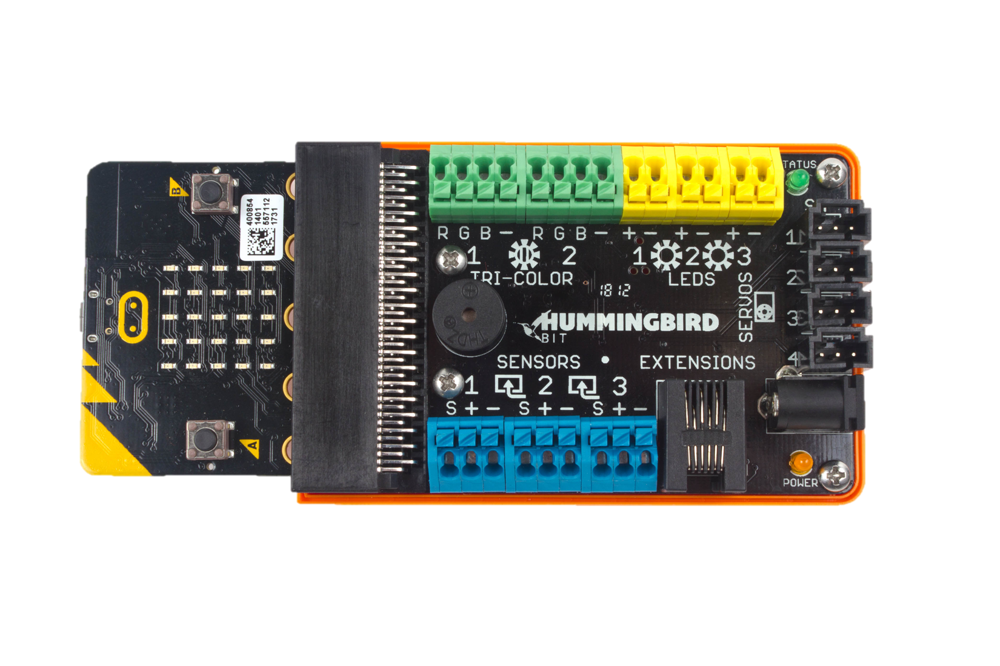 B
400854
1401
557112
1731
A
TATUS
S
R G B - R G B - + - + - + -
1 2 1 2 3
TRI-COLOR LEDS
1812
SERVOS
1
2
3
4
HUMMINGBIRD
BIT
SENSORS • EXTENSIONS
1 2 3
S + - S + - S + -
POWER